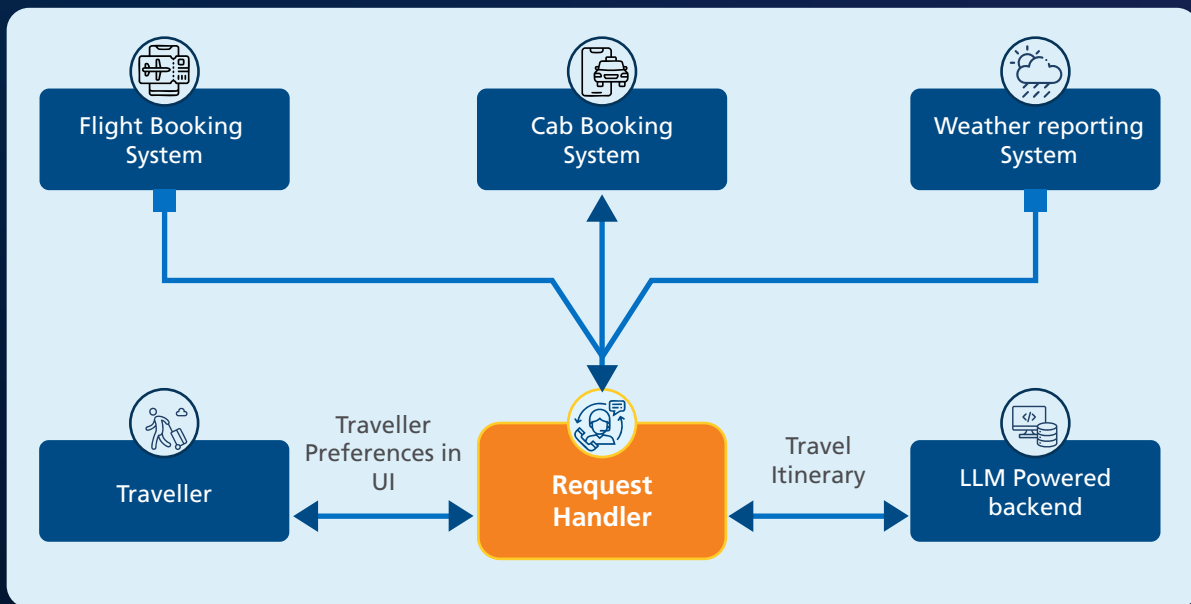 Flight Booking
System
Cab Booking
System
Weather reporting
System
Traveller
Traveller
Preferences in
UI
Request
Handler
Travel
Itinerary
LLM Powered
backend